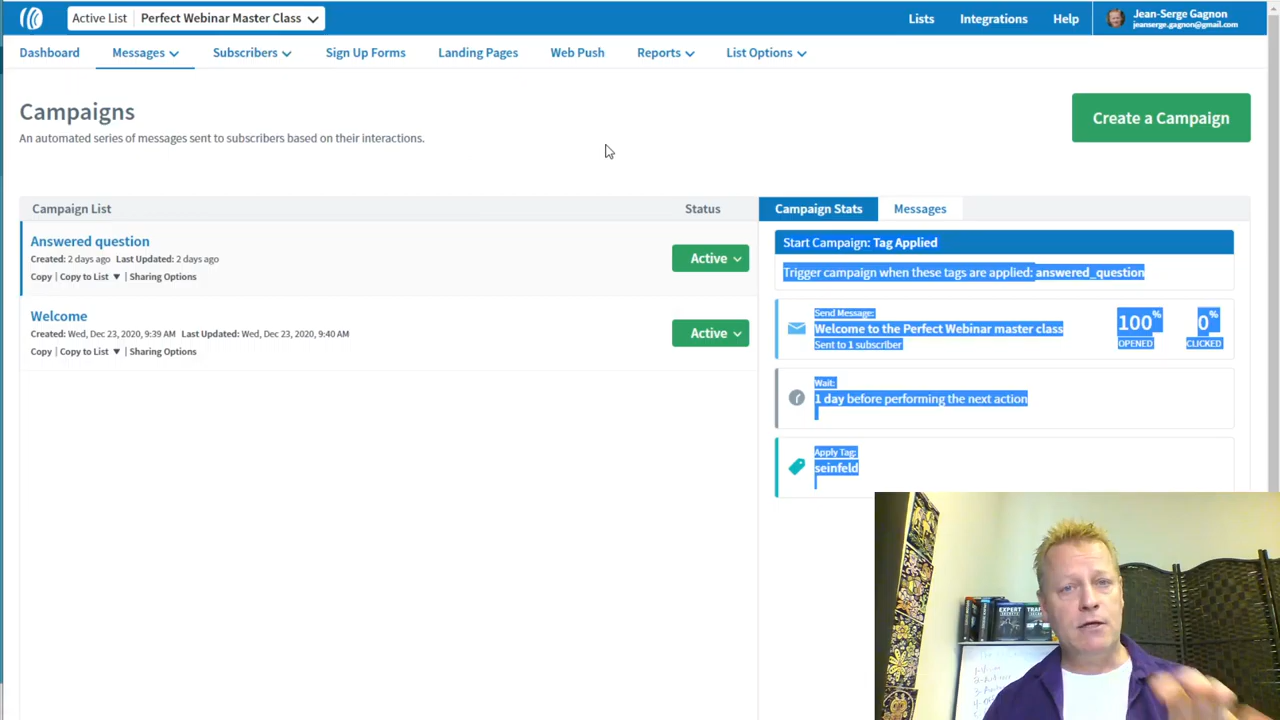 Active List Perfect Webinar Master Class
Lists Integrations Help
Jean-Serge Gagnon
jeanserge.gagnon@gmail.com
Dashboard Messages Subscribers Sign Up Forms Landing Pages Web Push Reports List Options
Campaigns
An automated series of messages sent to subscribers based on their interactions.
Create a Campaign
Campaign List Status
Answered question
Created: 2 days ago Last Updated: 2 days ago
Copy | Copy to List ▼ | Sharing Options
Active
Welcome
Created: Wed, Dec 23, 2020, 9:39 AM Last Updated: Wed, Dec 23, 2020, 9:40 AM
Copy | Copy to List ▼ | Sharing Options
Active
Campaign Stats Messages
Start Campaign: Tag Applied
Trigger campaign when these tags are applied: answered_question
Send Message:
Welcome to the Perfect Webinar master class
Sent to 1 subscriber
100%
OPENED
0%
CLICKED
Wait:
1 day before performing the next action
Apply Tag:
seinfeld
EXPERT